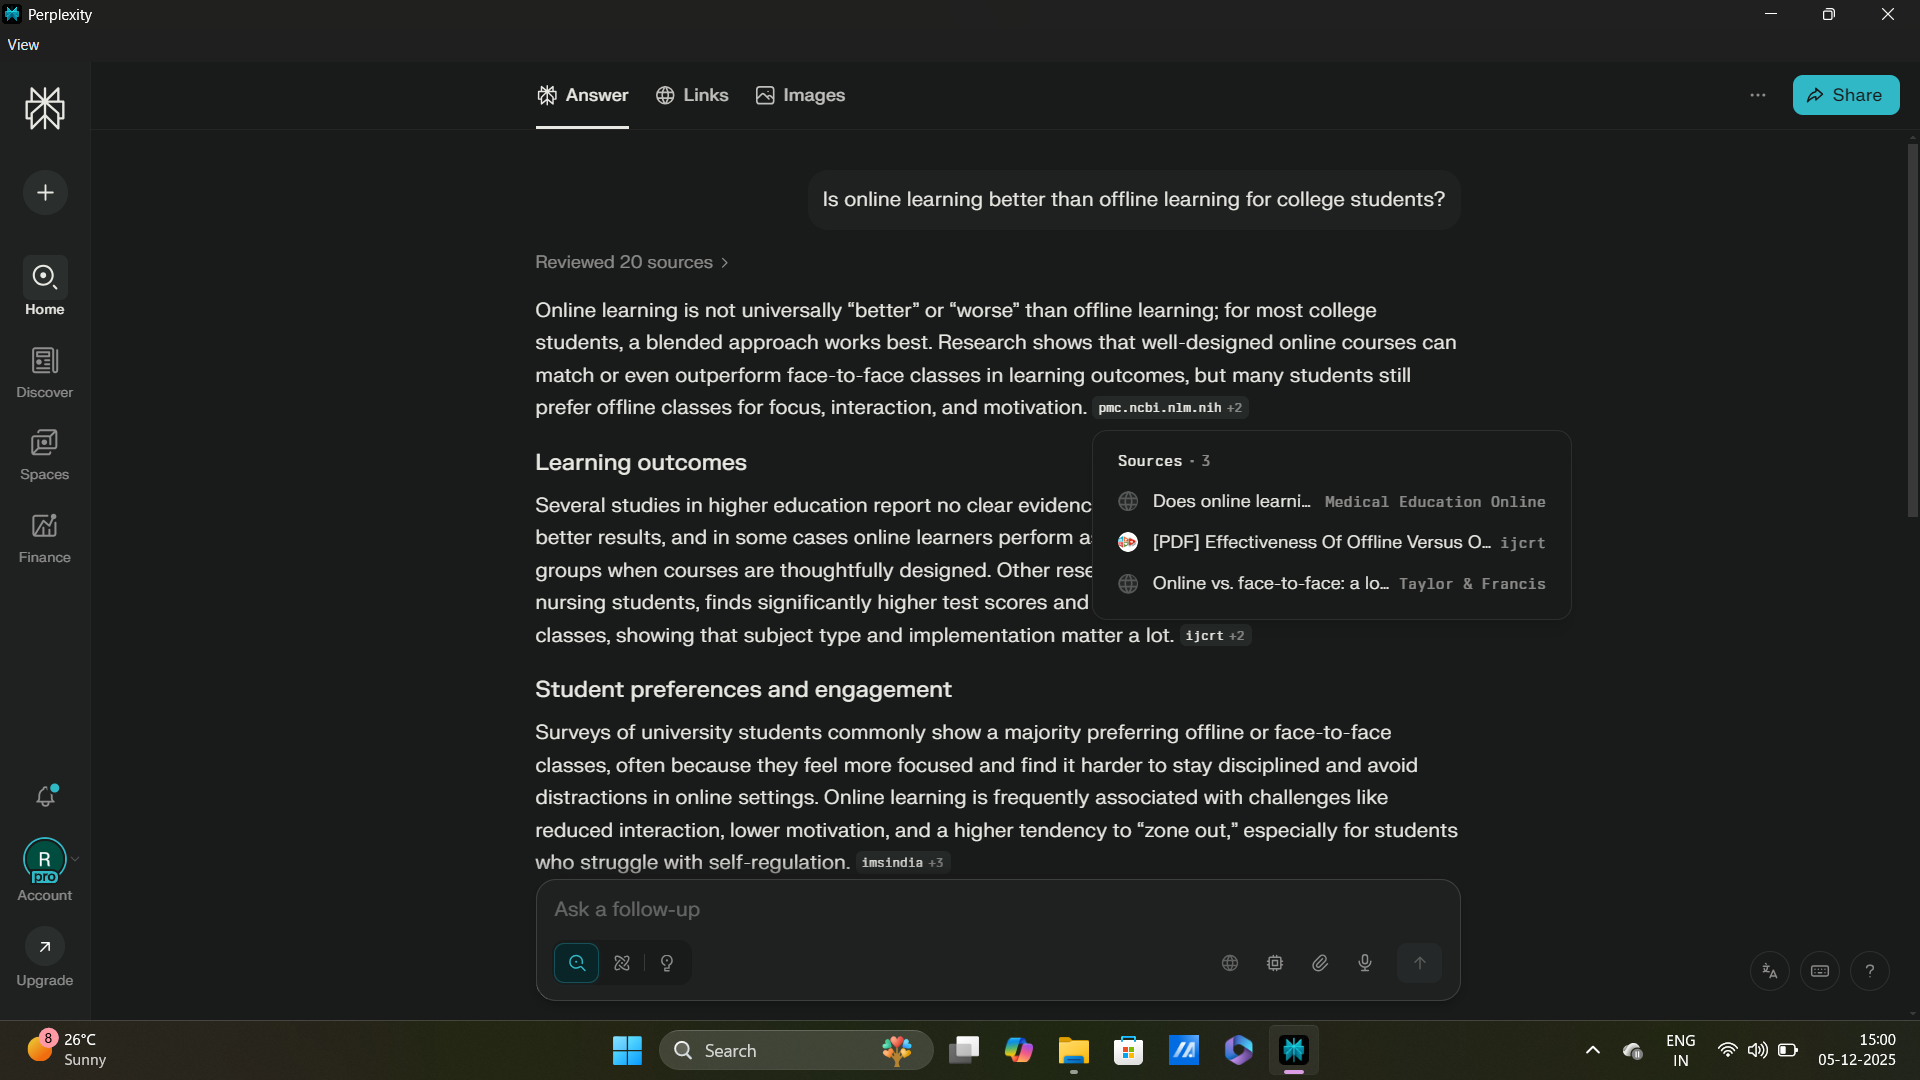 Perplexity
View
Answer
Links
Images
Share
Home
Discover
Spaces
Finance
Account
Upgrade
R
pro
Is online learning better than offline learning for college students?
Reviewed 20 sources >
Online learning is not universally “better” or “worse” than offline learning; for most college
students, a blended approach works best. Research shows that well-designed online courses can
match or even outperform face-to-face classes in learning outcomes, but many students still
prefer offline classes for focus, interaction, and motivation. pmc.ncbi.nlm.nih +2
Sources · 3
Does online learni... Medical Education Online
[PDF] Effectiveness Of Offline Versus O... ijcrt
Online vs. face-to-face: a lo... Taylor & Francis
Learning outcomes
Several studies in higher education report no clear evidenc
better results, and in some cases online learners perform a
groups when courses are thoughtfully designed. Other rese
nursing students, finds significantly higher test scores and
classes, showing that subject type and implementation matter a lot. ijcrt +2
Student preferences and engagement
Surveys of university students commonly show a majority preferring offline or face-to-face
classes, often because they feel more focused and find it harder to stay disciplined and avoid
distractions in online settings. Online learning is frequently associated with challenges like
reduced interaction, lower motivation, and a higher tendency to “zone out,” especially for students
who struggle with self-regulation. imsindia +3
Ask a follow-up
?
8
26°C
Sunny
Search
ENG
IN
15:00
05-12-2025